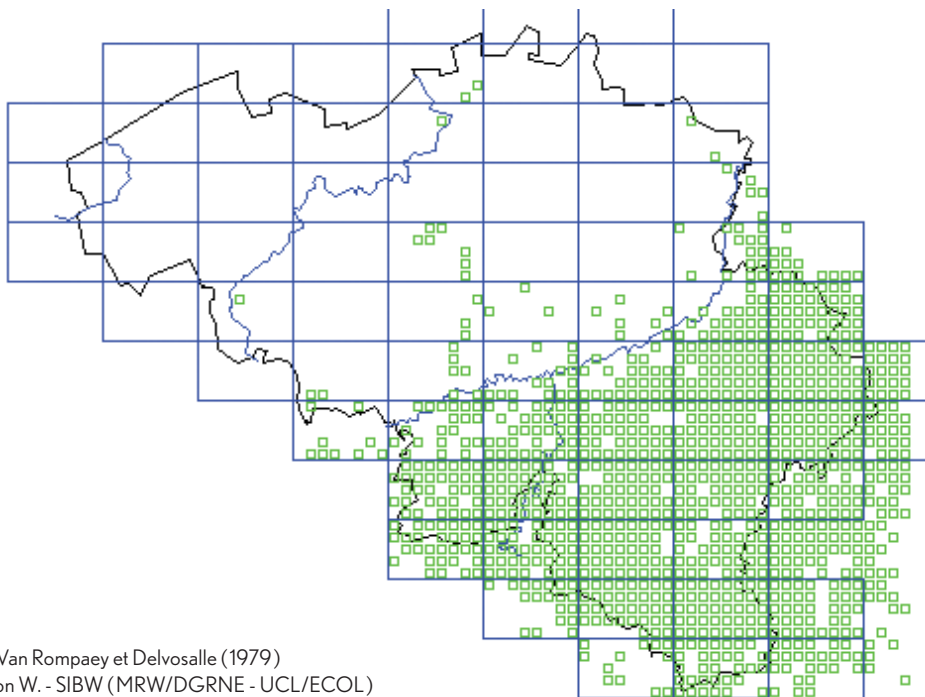 Van Rompaey et Delvosalle (1979)
on W. - SIBW (MRW/DGRNE - UCL/ECOL)